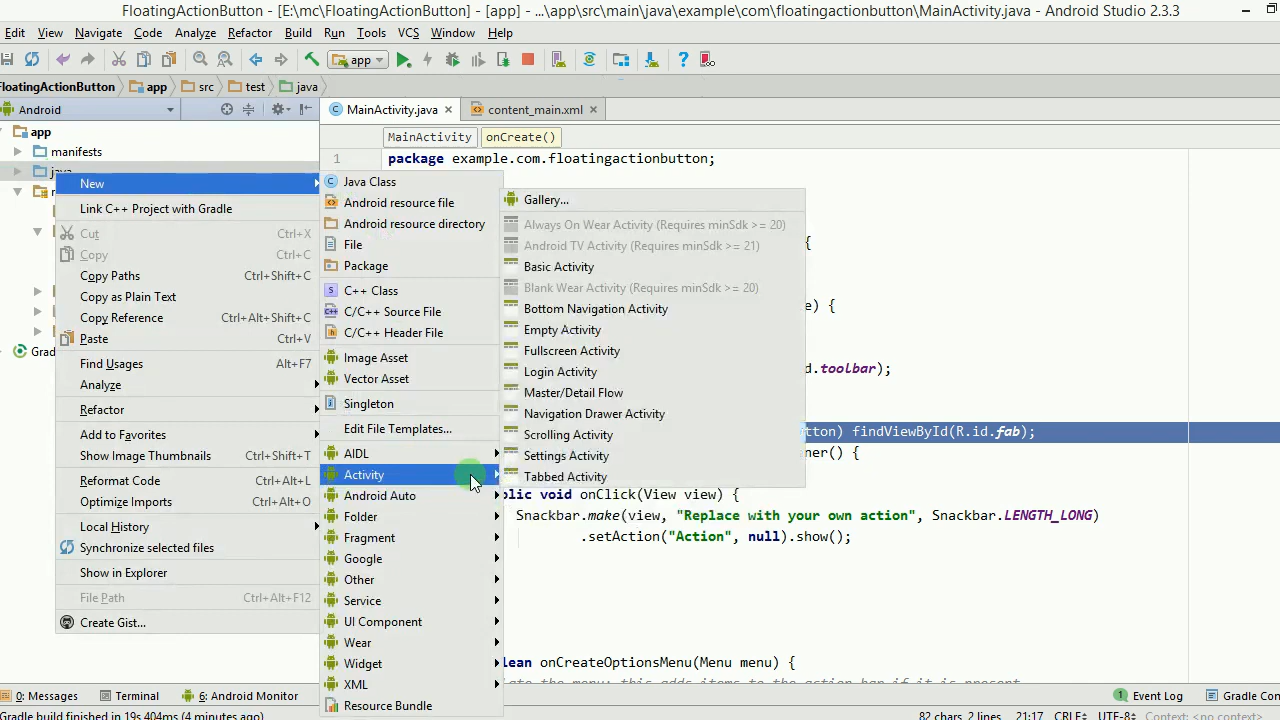 FloatingActionButton - [E:\mc\FloatingActionButton] - [app] - ...\app\src\main\java\example\com\floatingactionbutton\MainActivity.java - Android Studio 2.3.3
Edit View Navigate Code Analyze Refactor Build Run Tools VCS Window Help
app
FloatingActionButton app src test java
Android
MainActivity.java content_main.xml
app
manifests
java
Grad
MainActivity onCreate()
1 package example.com.floatingactionbutton;
{
e) {
d.toolbar);
tton) findViewById(R.id.fab);
ner() {
blic void onClick(View view) {
Snackbar.make(view, "Replace with your own action", Snackbar.LENGTH_LONG)
.setAction("Action", null).show();
lean onCreateOptionsMenu(Menu menu) {
New
Link C++ Project with Gradle
Cut Ctrl+X
Copy Ctrl+C
Copy Paths Ctrl+Shift+C
Copy as Plain Text
Copy Reference Ctrl+Alt+Shift+C
Paste Ctrl+V
Find Usages Alt+F7
Analyze
Refactor
Add to Favorites
Show Image Thumbnails Ctrl+Shift+T
Reformat Code Ctrl+Alt+L
Optimize Imports Ctrl+Alt+O
Local History
Synchronize selected files
Show in Explorer
File Path Ctrl+Alt+F12
Create Gist...
Java Class
Android resource file
Android resource directory
File
Package
C++ Class
C/C++ Source File
C/C++ Header File
Image Asset
Vector Asset
Singleton
Edit File Templates...
AIDL
Activity
Android Auto
Folder
Fragment
Google
Other
Service
UI Component
Wear
Widget
XML
Resource Bundle
Gallery...
Always On Wear Activity (Requires minSdk >= 20)
Android TV Activity (Requires minSdk >= 21)
Basic Activity
Blank Wear Activity (Requires minSdk >= 20)
Bottom Navigation Activity
Empty Activity
Fullscreen Activity
Login Activity
Master/Detail Flow
Navigation Drawer Activity
Scrolling Activity
Settings Activity
Tabbed Activity
0: Messages Terminal 6: Android Monitor 1 Event Log Gradle Con
Gradle build finished in 19s 404ms (4 minutes ago) 82 chars, 2 lines 21:17 CRLF UTF-8 Context: <no context>